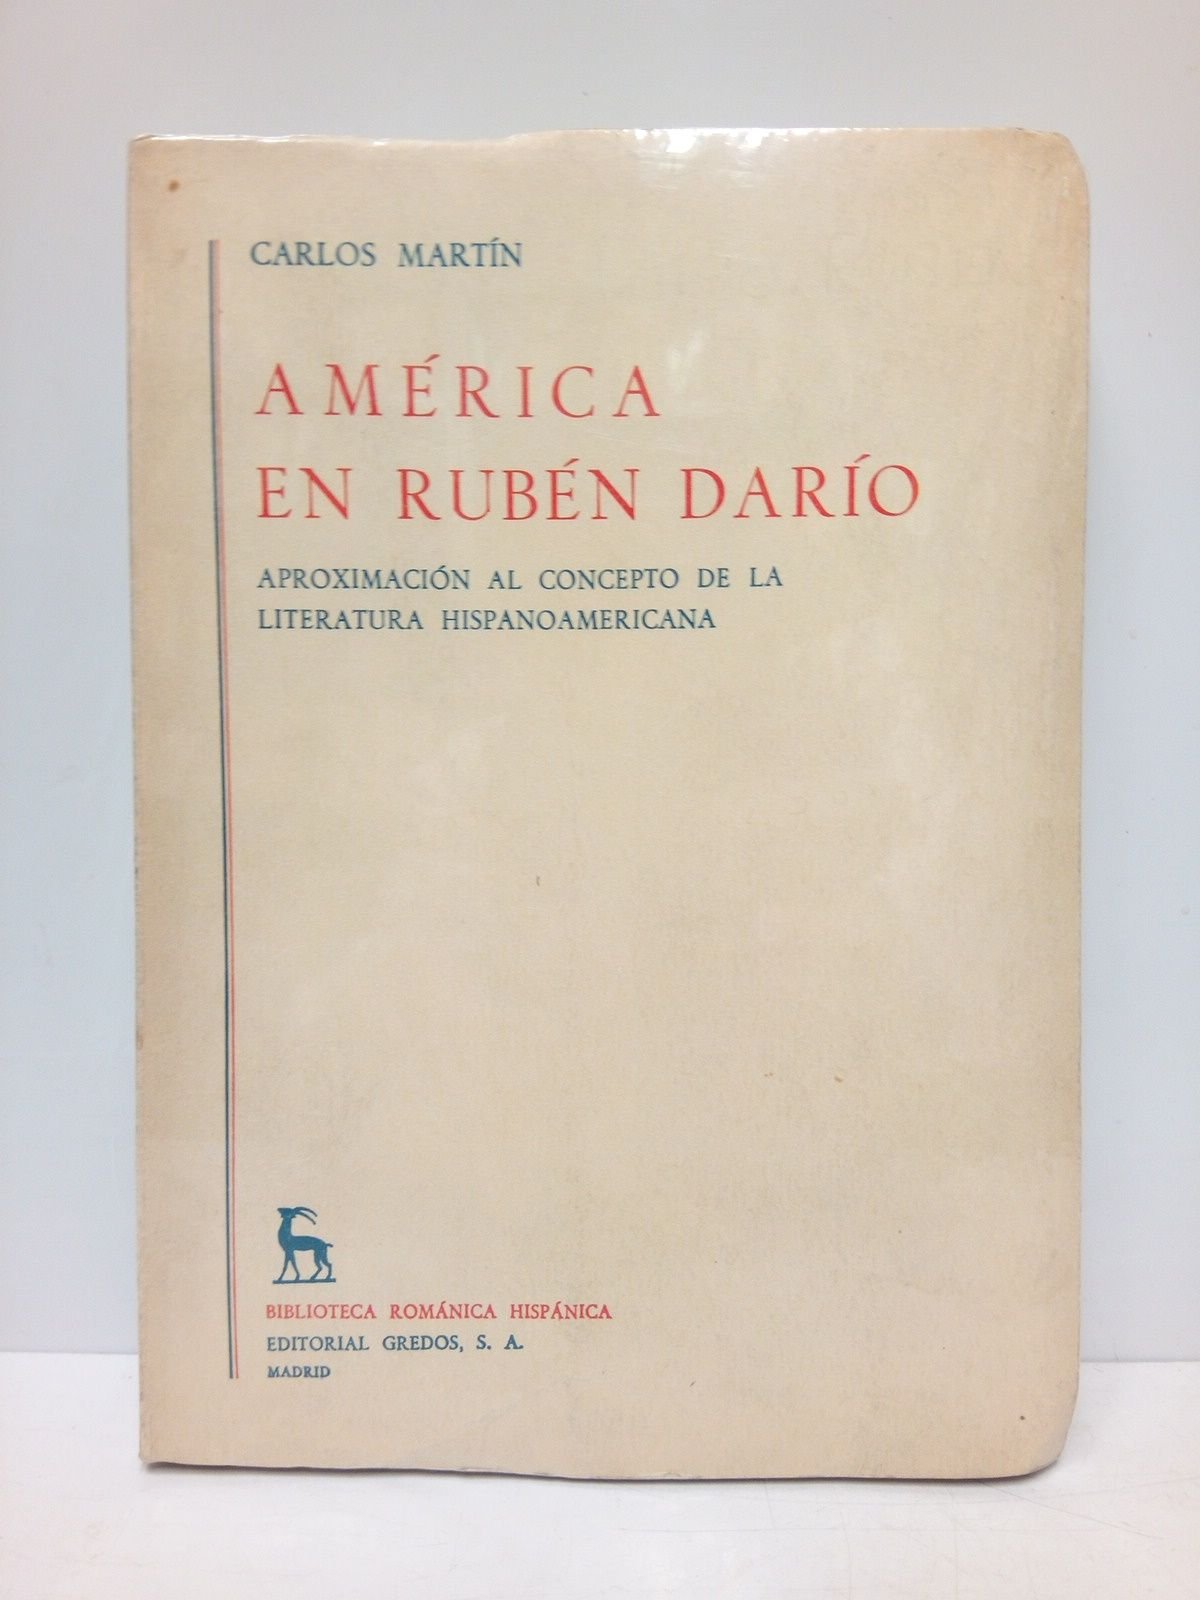 CARLOS MARTÍN
AMÉRICA
EN RUBÉN DARÍO
APROXIMACIÓN AL CONCEPTO DE LA
LITERATURA HISPANOAMERICANA
BIBLIOTECA ROMÁNICA HISPÁNICA
EDITORIAL GREDOS, S. A.
MADRID